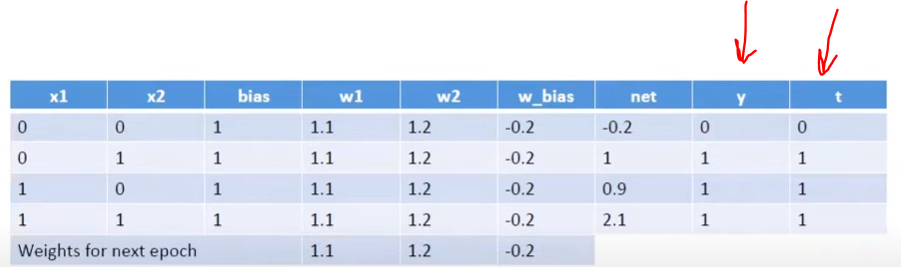 x1 x2 bias w1 w2 w_bias net y t
0 0 1 1.1 1.2 -0.2 -0.2 0 0
0 1 1 1.1 1.2 -0.2 1 1 1
1 0 1 1.1 1.2 -0.2 0.9 1 1
1 1 1 1.1 1.2 -0.2 2.1 1 1
Weights for next epoch 1.1 1.2 -0.2